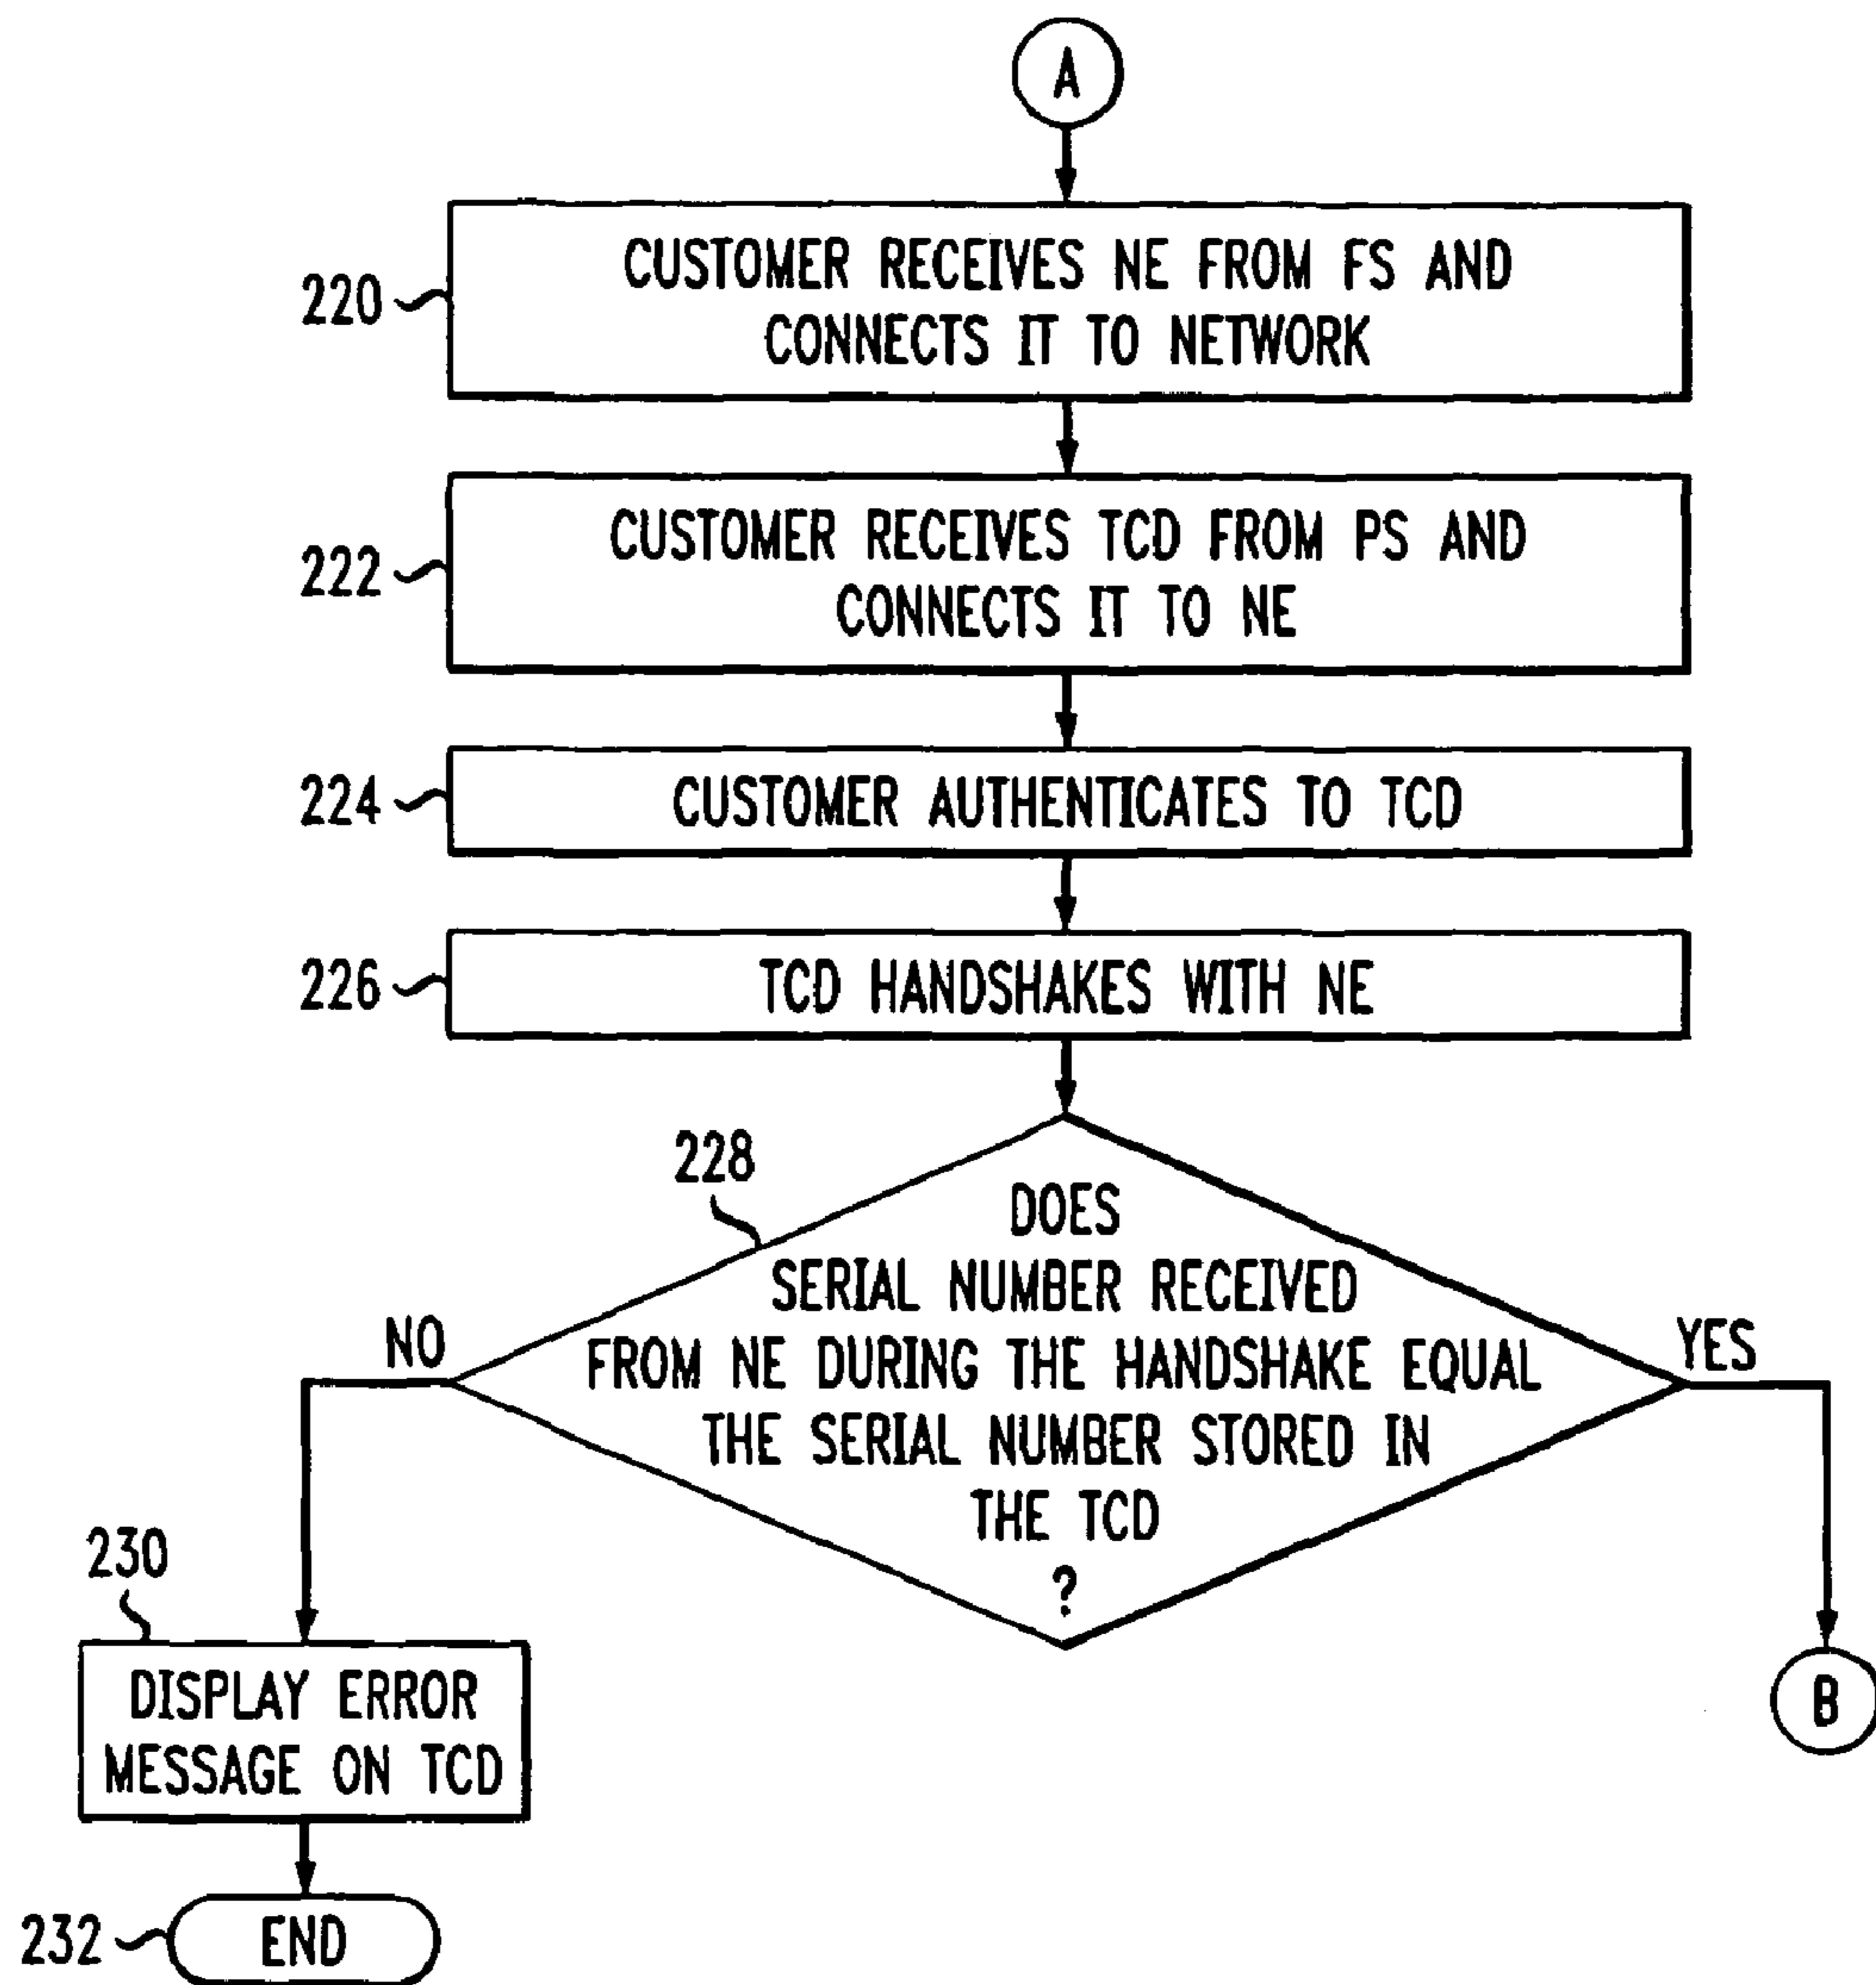 A
220
CUSTOMER RECEIVES NE FROM FS AND
CONNECTS IT TO NETWORK
222
CUSTOMER RECEIVES TCD FROM PS AND
CONNECTS IT TO NE
224
CUSTOMER AUTHENTICATES TO TCD
226
TCD HANDSHAKES WITH NE
228
DOES
SERIAL NUMBER RECEIVED
FROM NE DURING THE HANDSHAKE EQUAL
THE SERIAL NUMBER STORED IN
THE TCD
?
NO
YES
230
DISPLAY ERROR
MESSAGE ON TCD
B
232
END